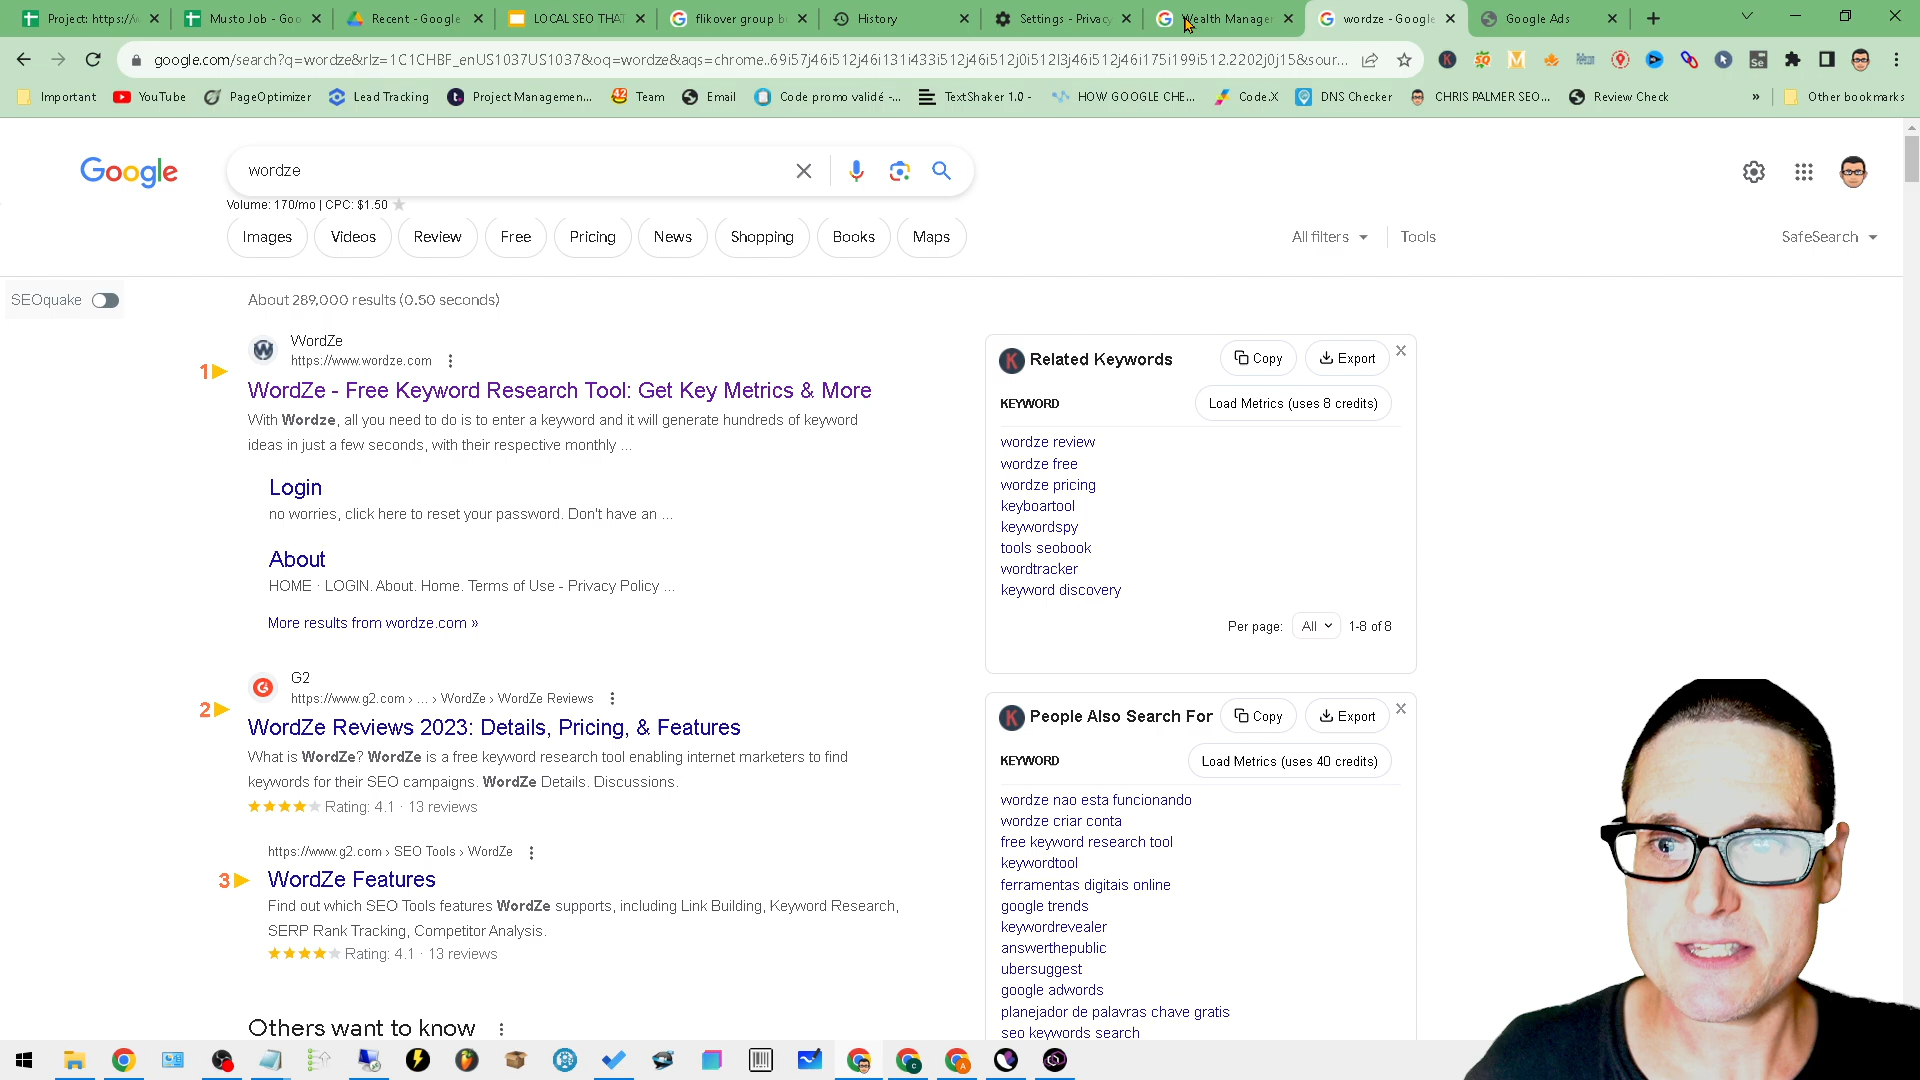 Project: https://w
Musto Job - Goo
Recent - Google
LOCAL SEO THA
flikover group b
History
Settings - Privac
Wealth Manager
wordze - Google
Google Ads
google.com/search?q=wordze&rlz=1C1CHBF_enUS1037US1037&oq=wordze&aqs=chrome..69i57j46i512j46i131i433i512j46i512j0i512l3j46i512j46i175i199i512.2202j0j15&sour...
Important
YouTube
PageOptimizer
Lead Tracking
Project Managemen...
Team
Email
Code promo validé -...
TextShaker 1.0 -
HOW GOOGLE CHE...
Code.X
DNS Checker
CHRIS PALMER SEO...
Review Check
»
Other bookmarks
Google
wordze
Volume: 170/mo | CPC: $1.50
Images
Videos
Review
Free
Pricing
News
Shopping
Books
Maps
All filters
Tools
SafeSearch
SEOquake
About 289,000 results (0.50 seconds)
WordZe
https://www.wordze.com
1
WordZe - Free Keyword Research Tool: Get Key Metrics & More
With Wordze, all you need to do is to enter a keyword and it will generate hundreds of keyword
ideas in just a few seconds, with their respective monthly ...
Login
no worries, click here to reset your password. Don't have an ...
About
HOME · LOGIN. About. Home. Terms of Use - Privacy Policy ...
More results from wordze.com »
G2
https://www.g2.com › ... › WordZe › WordZe Reviews
2
WordZe Reviews 2023: Details, Pricing, & Features
What is WordZe? WordZe is a free keyword research tool enabling internet marketers to find
keywords for their SEO campaigns. WordZe Details. Discussions.
Rating: 4.1 · 13 reviews
https://www.g2.com › SEO Tools › WordZe
3
WordZe Features
Find out which SEO Tools features WordZe supports, including Link Building, Keyword Research,
SERP Rank Tracking, Competitor Analysis.
Rating: 4.1 · 13 reviews
Others want to know
K
Related Keywords
Copy
Export
KEYWORD
Load Metrics (uses 8 credits)
wordze review
wordze free
wordze pricing
keyboartool
keywordspy
tools seobook
wordtracker
keyword discovery
Per page:
All
1-8 of 8
K
People Also Search For
Copy
Export
KEYWORD
Load Metrics (uses 40 credits)
wordze nao esta funcionando
wordze criar conta
free keyword research tool
keywordtool
ferramentas digitais online
google trends
keywordrevealer
answerthepublic
ubersuggest
google adwords
planejador de palavras chave gratis
seo keywords search